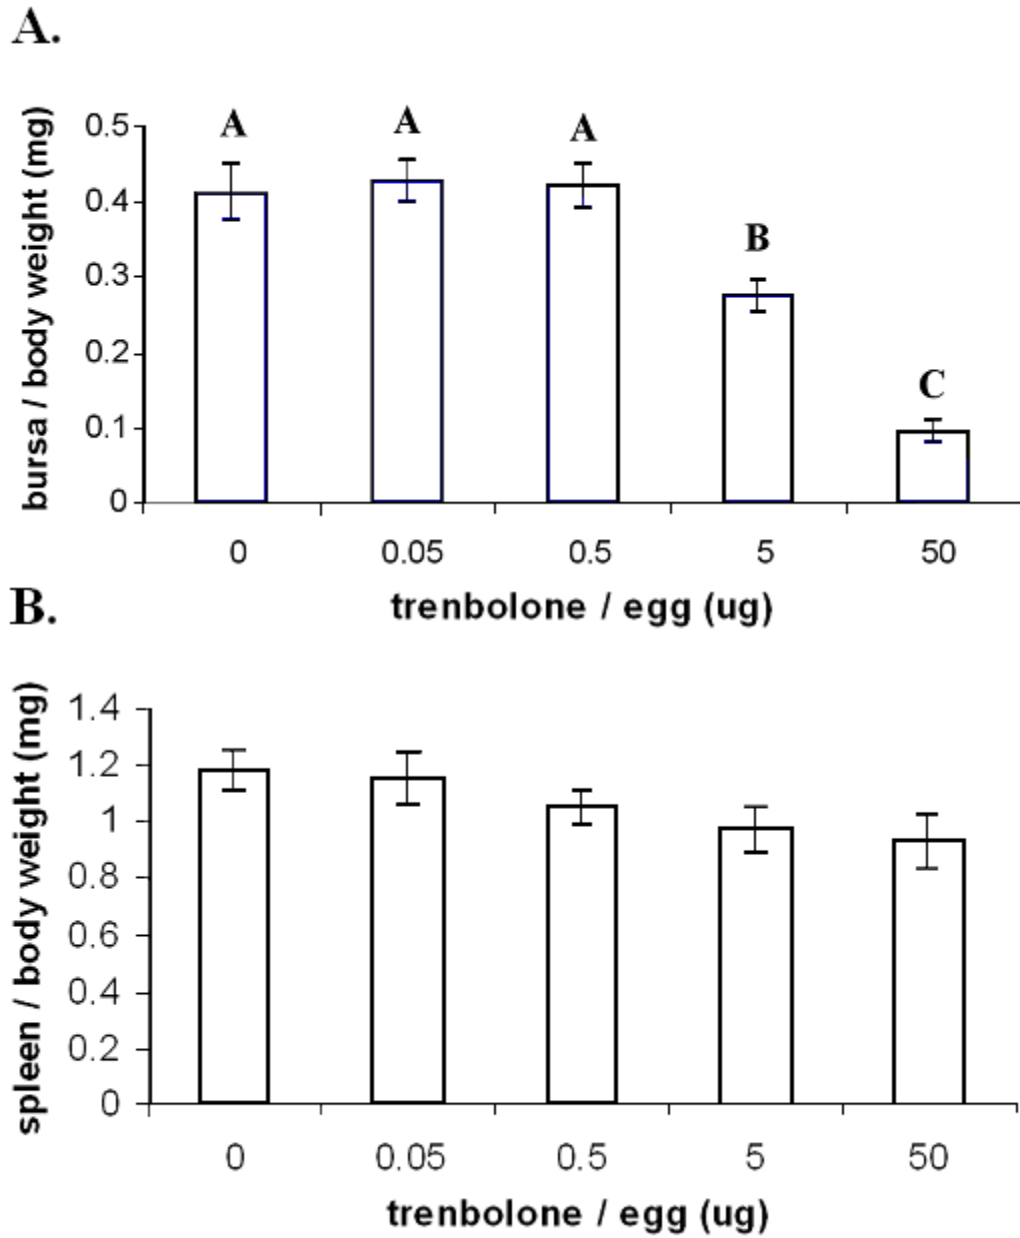 A.
bursa / body weight (mg)
0.5
0.4
0.3
0.2
0.1
0
A A A B C
0 0.05 0.5 5 50
trenbolone / egg (ug)
B.
spleen / body weight (mg)
1.4
1.2
1
0.8
0.6
0.4
0.2
0
0 0.05 0.5 5 50
trenbolone / egg (ug)